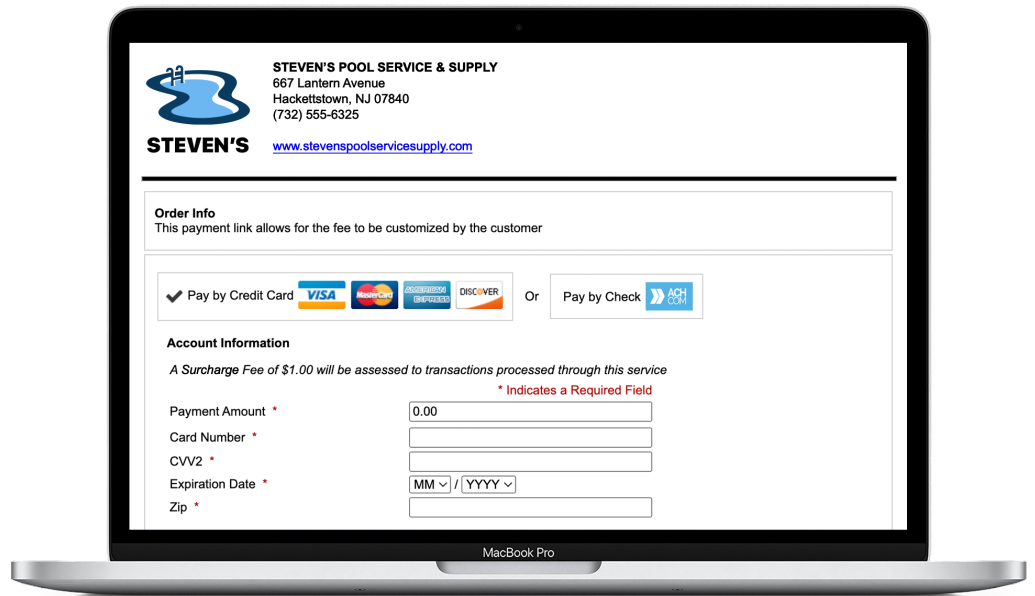 STEVEN'S
STEVEN'S POOL SERVICE & SUPPLY
667 Lantern Avenue
Hackettstown, NJ 07840
(732) 555-6325
www.stevenspoolservicesupply.com
Order Info
This payment link allows for the fee to be customized by the customer
Pay by Credit Card VISA MasterCard AMERICAN EXPRESS DISCOVER Or Pay by Check ACH.COM
Account Information
A Surcharge Fee of $1.00 will be assessed to transactions processed through this service
* Indicates a Required Field
Payment Amount * 0.00
Card Number *
CVV2 *
Expiration Date * MM / YYYY
Zip *
MacBook Pro